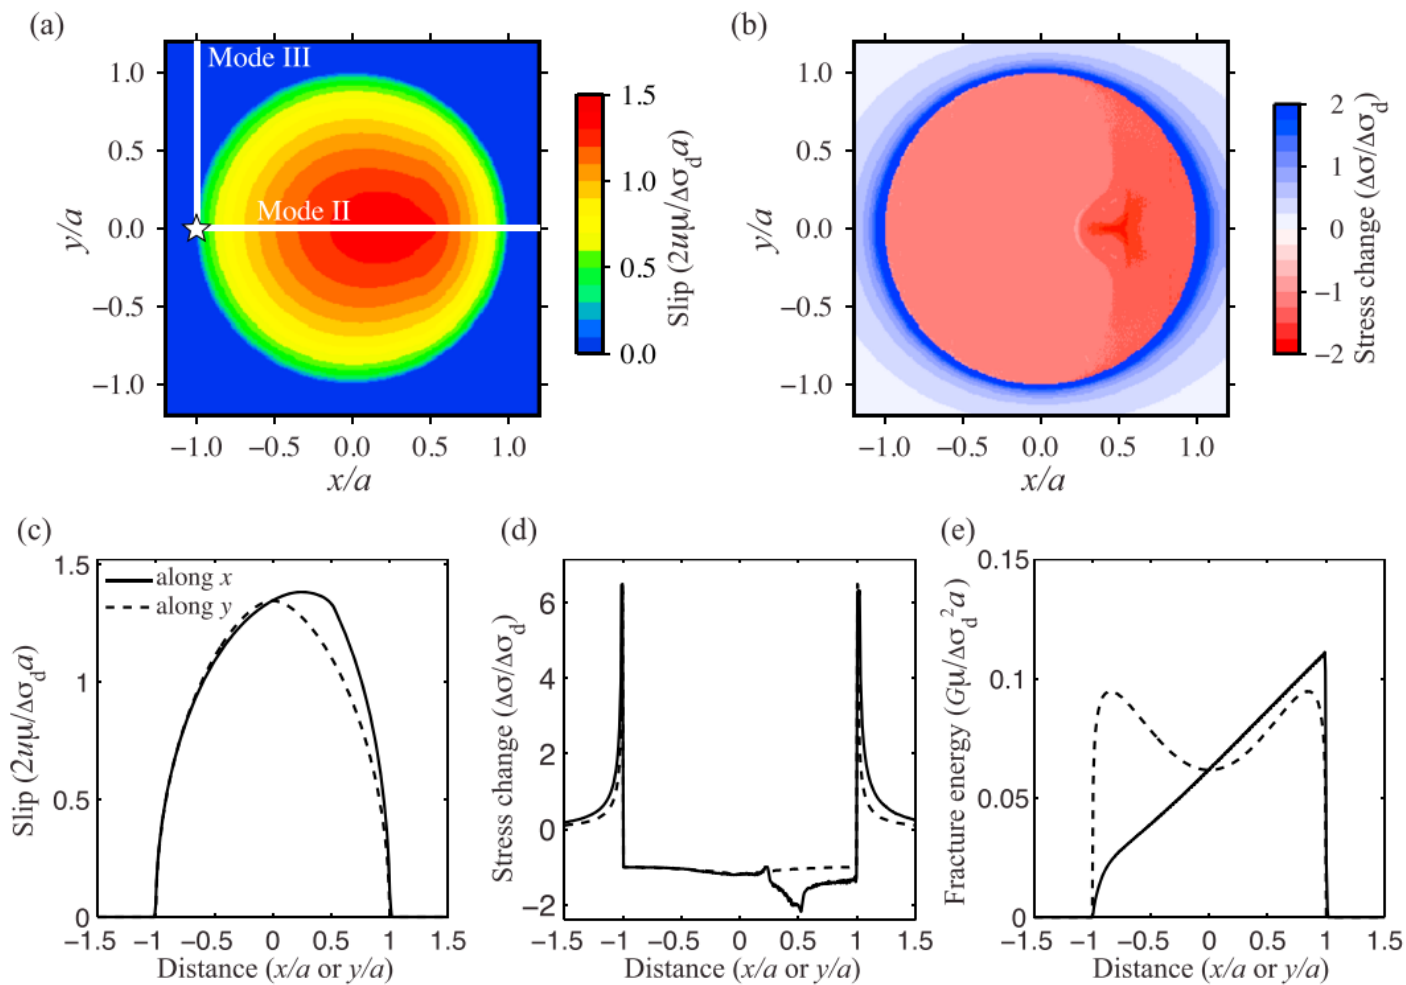 (a)
Mode III
Mode II
1.0
0.5
0.0
−0.5
−1.0
y/a
−1.0 −0.5 0.0 0.5 1.0
x/a
1.5
1.0
0.5
0.0
Slip (2uμ/Δσda)
(b)
1.0
0.5
0.0
−0.5
−1.0
y/a
−1.0 −0.5 0.0 0.5 1.0
x/a
2
1
0
−1
−2
Stress change (Δσ/Δσd)
(c)
along x
along y
1.5
1
0.5
0
Slip (2uμ/Δσda)
−1.5 −1 −0.5 0 0.5 1 1.5
Distance (x/a or y/a)
(d)
6
4
2
0
−2
Stress change (Δσ/Δσd)
−1.5 −1 −0.5 0 0.5 1 1.5
Distance (x/a or y/a)
(e)
0.15
0.1
0.05
0
Fracture energy (Gμ/Δσd²a)
−1.5 −1 −0.5 0 0.5 1 1.5
Distance (x/a or y/a)